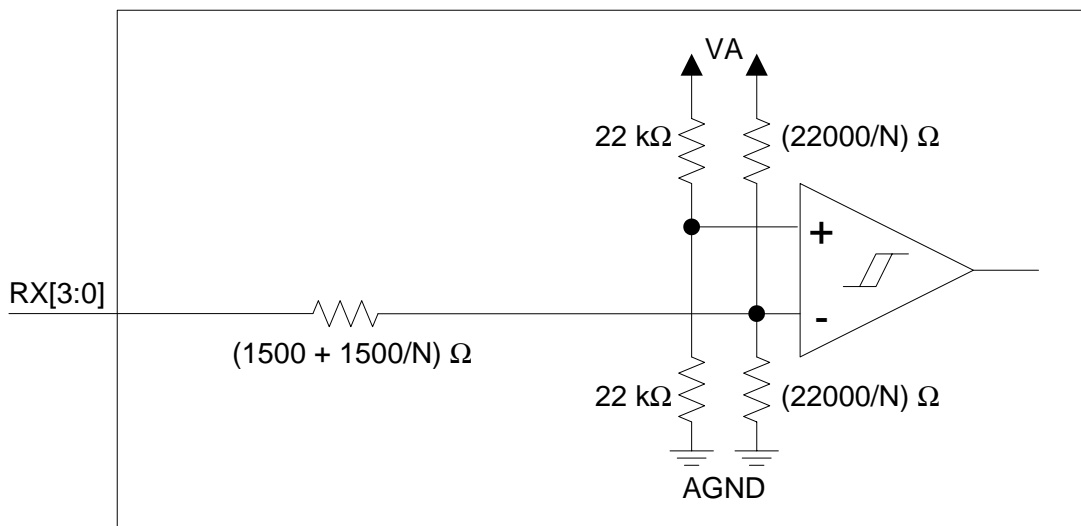 VA
22 kΩ
(22000/N) Ω
+
RX[3:0]
-
(1500 + 1500/N) Ω
22 kΩ
(22000/N) Ω
AGND